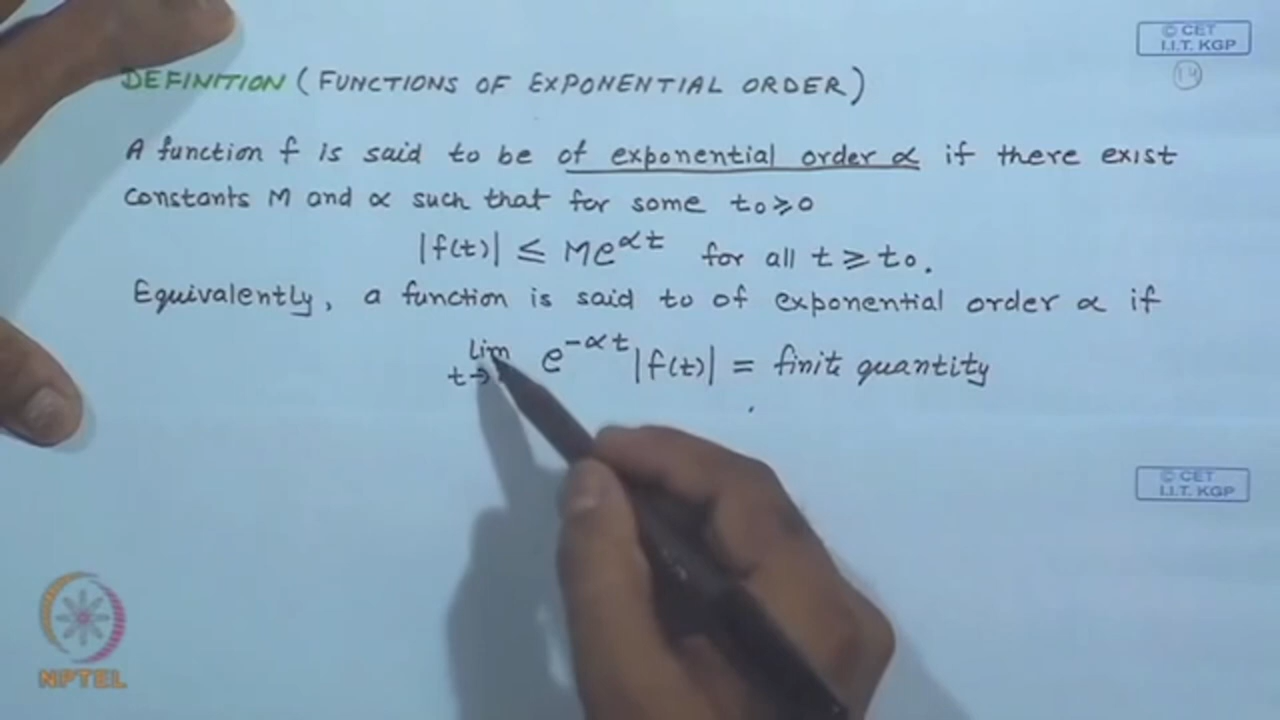 © CET
I.I.T. KGP
14
DEFINITION (FUNCTIONS OF EXPONENTIAL ORDER)
A function f is said to be of exponential order α if there exist
constants M and α such that for some t₀ ≥ 0
|f(t)| ≤ Me^{αt} for all t ≥ t₀.
Equivalently, a function is said to of exponential order α if
lim e^{-αt} |f(t)| = finite quantity
t→
© CET
I.I.T. KGP
NPTEL